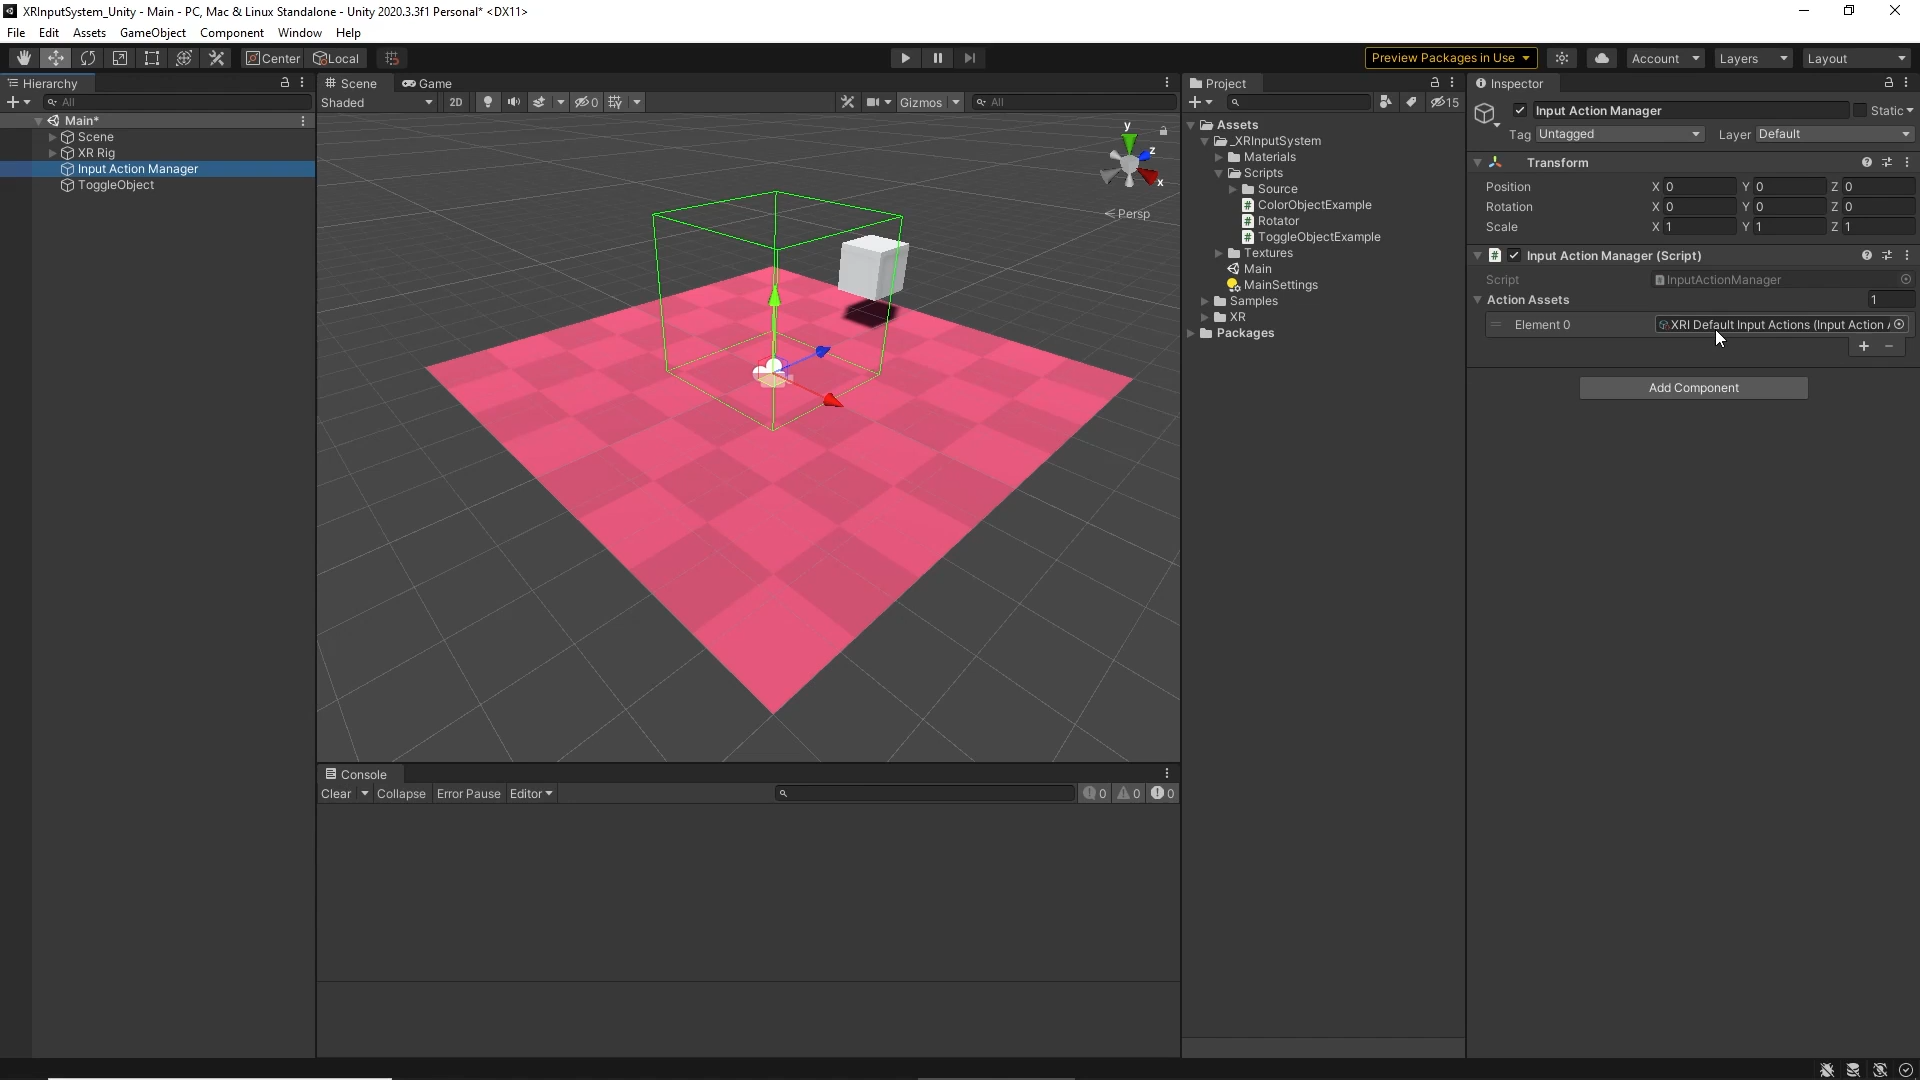 XRInputSystem_Unity - Main - PC, Mac & Linux Standalone - Unity 2020.3.3f1 Personal* <DX11>
File Edit Assets GameObject Component Window Help
Center Local Preview Packages in Use Account Layers Layout
Hierarchy
All
Main*
Scene
XR Rig
Input Action Manager
ToggleObject
Scene Game
Shaded 2D 0 Gizmos All
y
z
x
Persp
Console
Clear Collapse Error Pause Editor 0 0 0
Project
15
Assets
_XRInputSystem
Materials
Scripts
Source
ColorObjectExample
Rotator
ToggleObjectExample
Textures
Main
MainSettings
Samples
XR
Packages
Inspector
Input Action Manager Static
Tag Untagged Layer Default
Transform
Position X 0 Y 0 Z 0
Rotation X 0 Y 0 Z 0
Scale X 1 Y 1 Z 1
Input Action Manager (Script)
Script InputActionManager
Action Assets 1
Element 0 XRI Default Input Actions (Input Action
Add Component